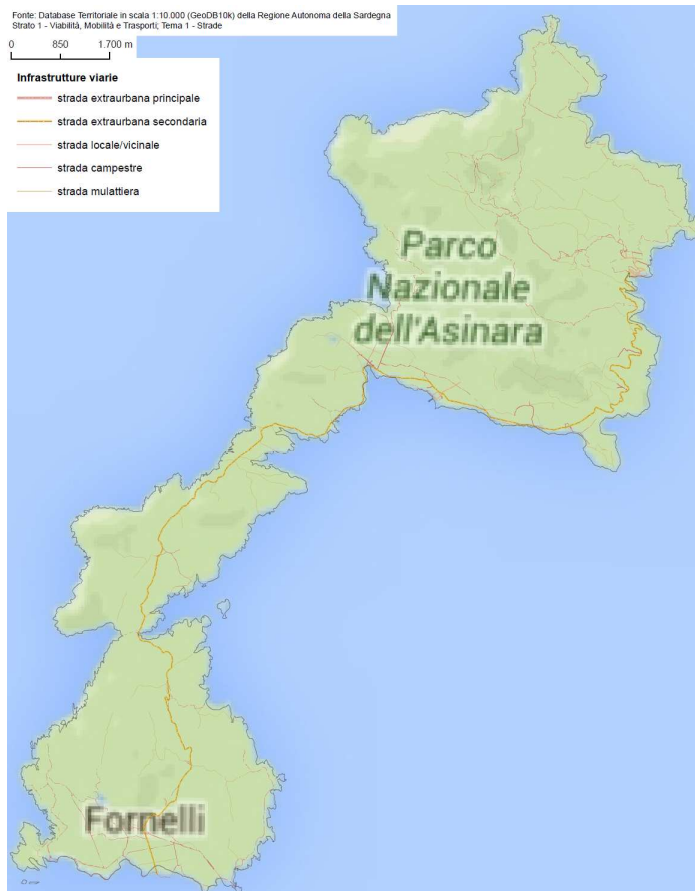 Fonte: Database Territoriale in scala 1:10.000 (GeoDB10k) della Regione Autonoma della Sardegna
Strato 1 - Viabilità, Mobilità e Trasporti; Tema 1 - Strade
0 850 1.700 m
Infrastrutture viarie
strada extraurbana principale
strada extraurbana secondaria
strada locale/vicinale
strada campestre
strada mulattiera
Parco
Nazionale
dell'Asinara
Fornelli